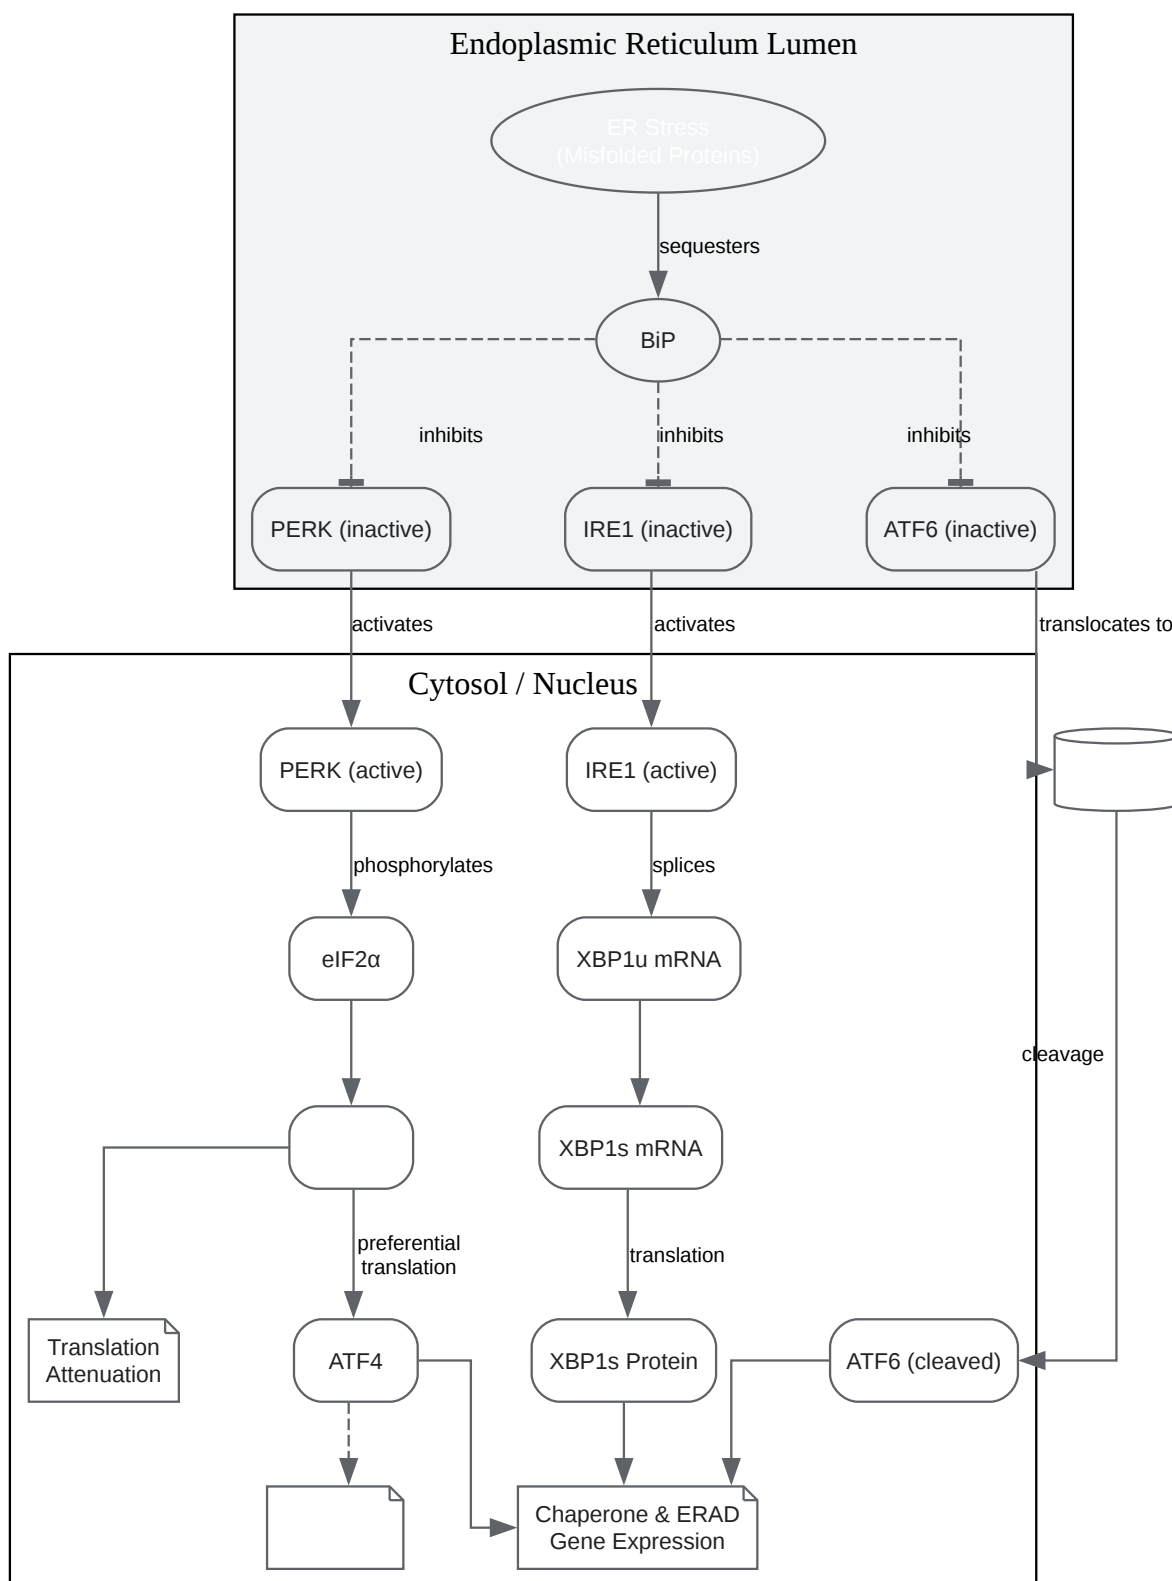 Endoplasmic Reticulum Lumen
ER Stress
(Misfolded Proteins)
sequesters
BiP
inhibits
inhibits
inhibits
PERK (inactive)
IRE1 (inactive)
ATF6 (inactive)
activates
activates
translocates to
Cytosol / Nucleus
PERK (active)
IRE1 (active)
phosphorylates
splices
eIF2α
XBP1u mRNA
cleavage
XBP1s mRNA
preferential
translation
translation
Translation
Attenuation
ATF4
XBP1s Protein
ATF6 (cleaved)
Chaperone & ERAD
Gene Expression